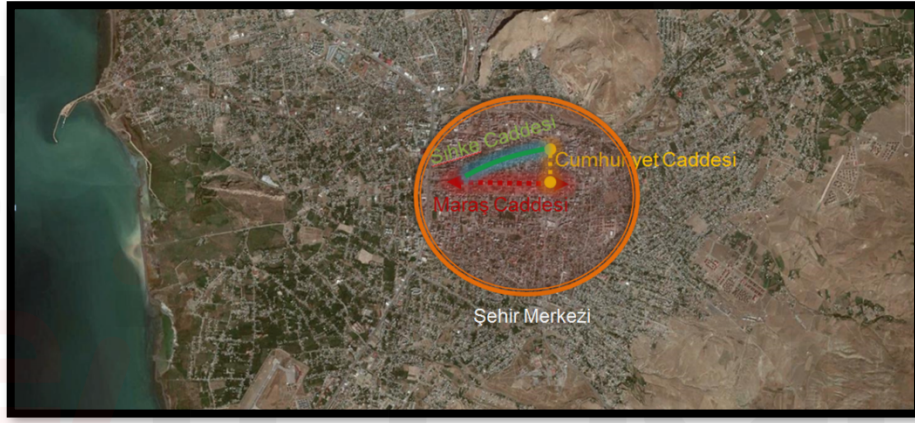 Sıhke Caddesi
Cumhuriyet Caddesi
Maraş Caddesi
Şehir Merkezi